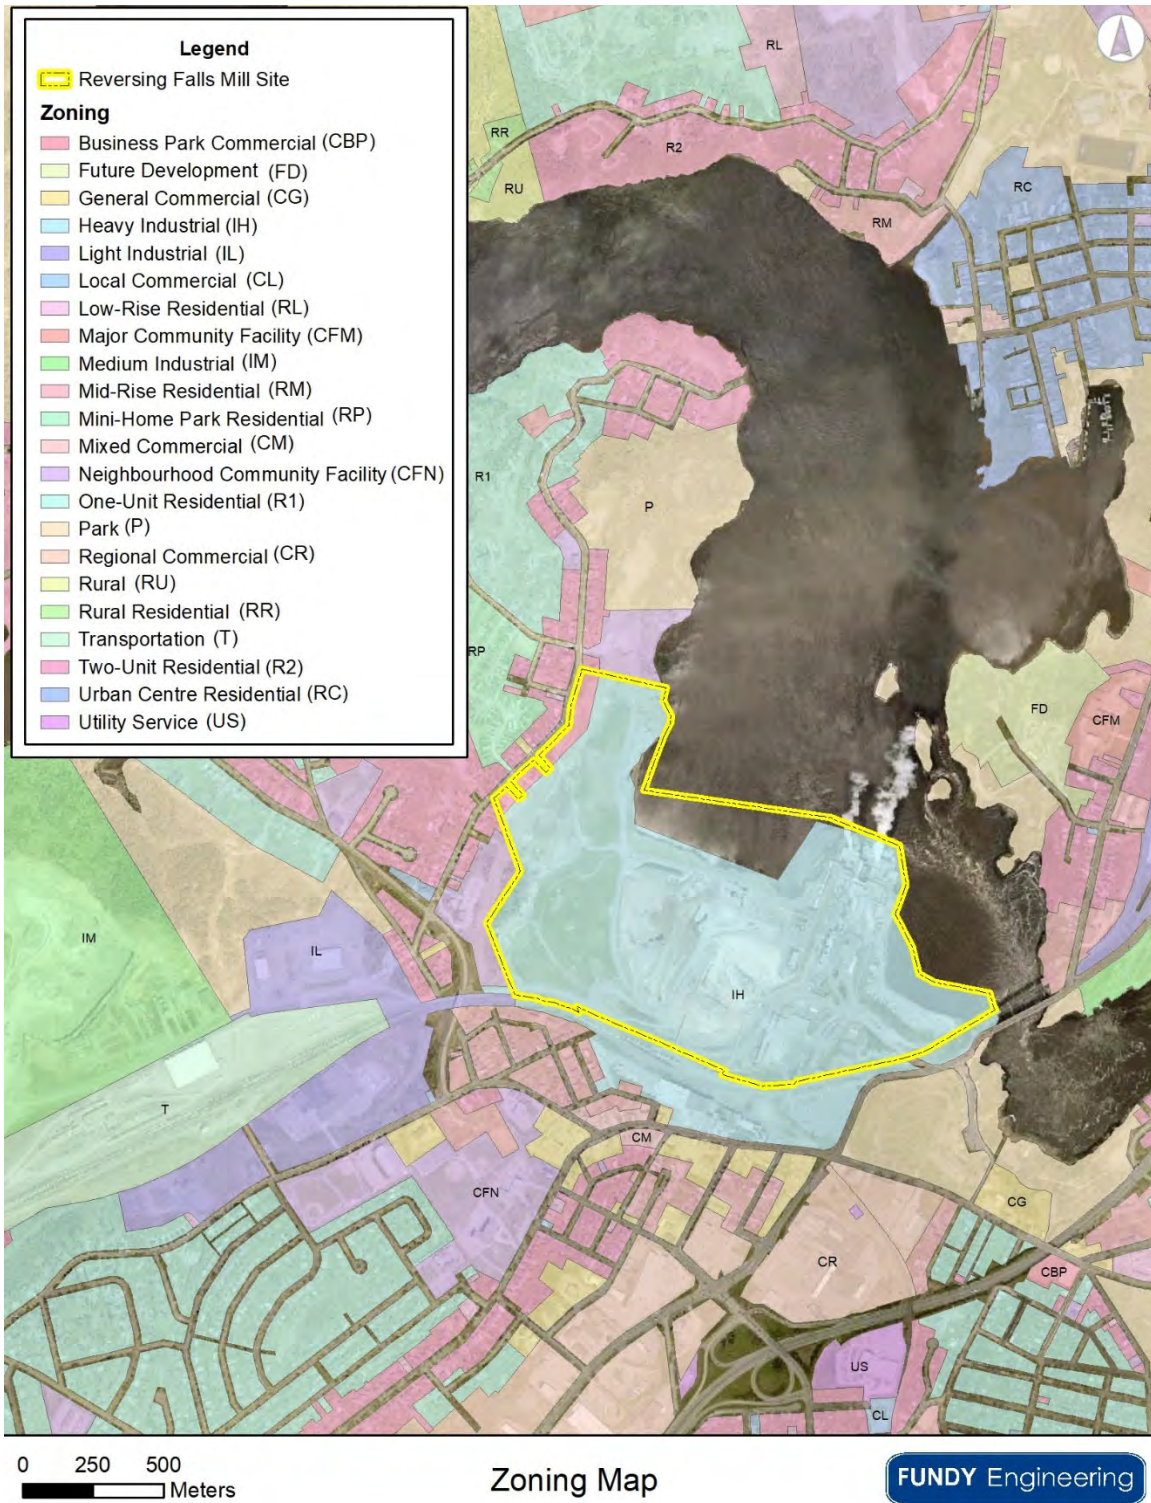 Legend
Reversing Falls Mill Site
Zoning
Business Park Commercial (CBP)
Future Development (FD)
General Commercial (CG)
Heavy Industrial (IH)
Light Industrial (IL)
Local Commercial (CL)
Low-Rise Residential (RL)
Major Community Facility (CFM)
Medium Industrial (IM)
Mid-Rise Residential (RM)
Mini-Home Park Residential (RP)
Mixed Commercial (CM)
Neighbourhood Community Facility (CFN)
One-Unit Residential (R1)
Park (P)
Regional Commercial (CR)
Rural (RU)
Rural Residential (RR)
Transportation (T)
Two-Unit Residential (R2)
Urban Centre Residential (RC)
Utility Service (US)
RL
RR
R2
RU
RC
RM
R1
P
RP
FD
CFM
IM
IL
IH
T
CM
CFN
CG
CR
CBP
US
CL
0 250 500
Meters
Zoning Map
FUNDY Engineering